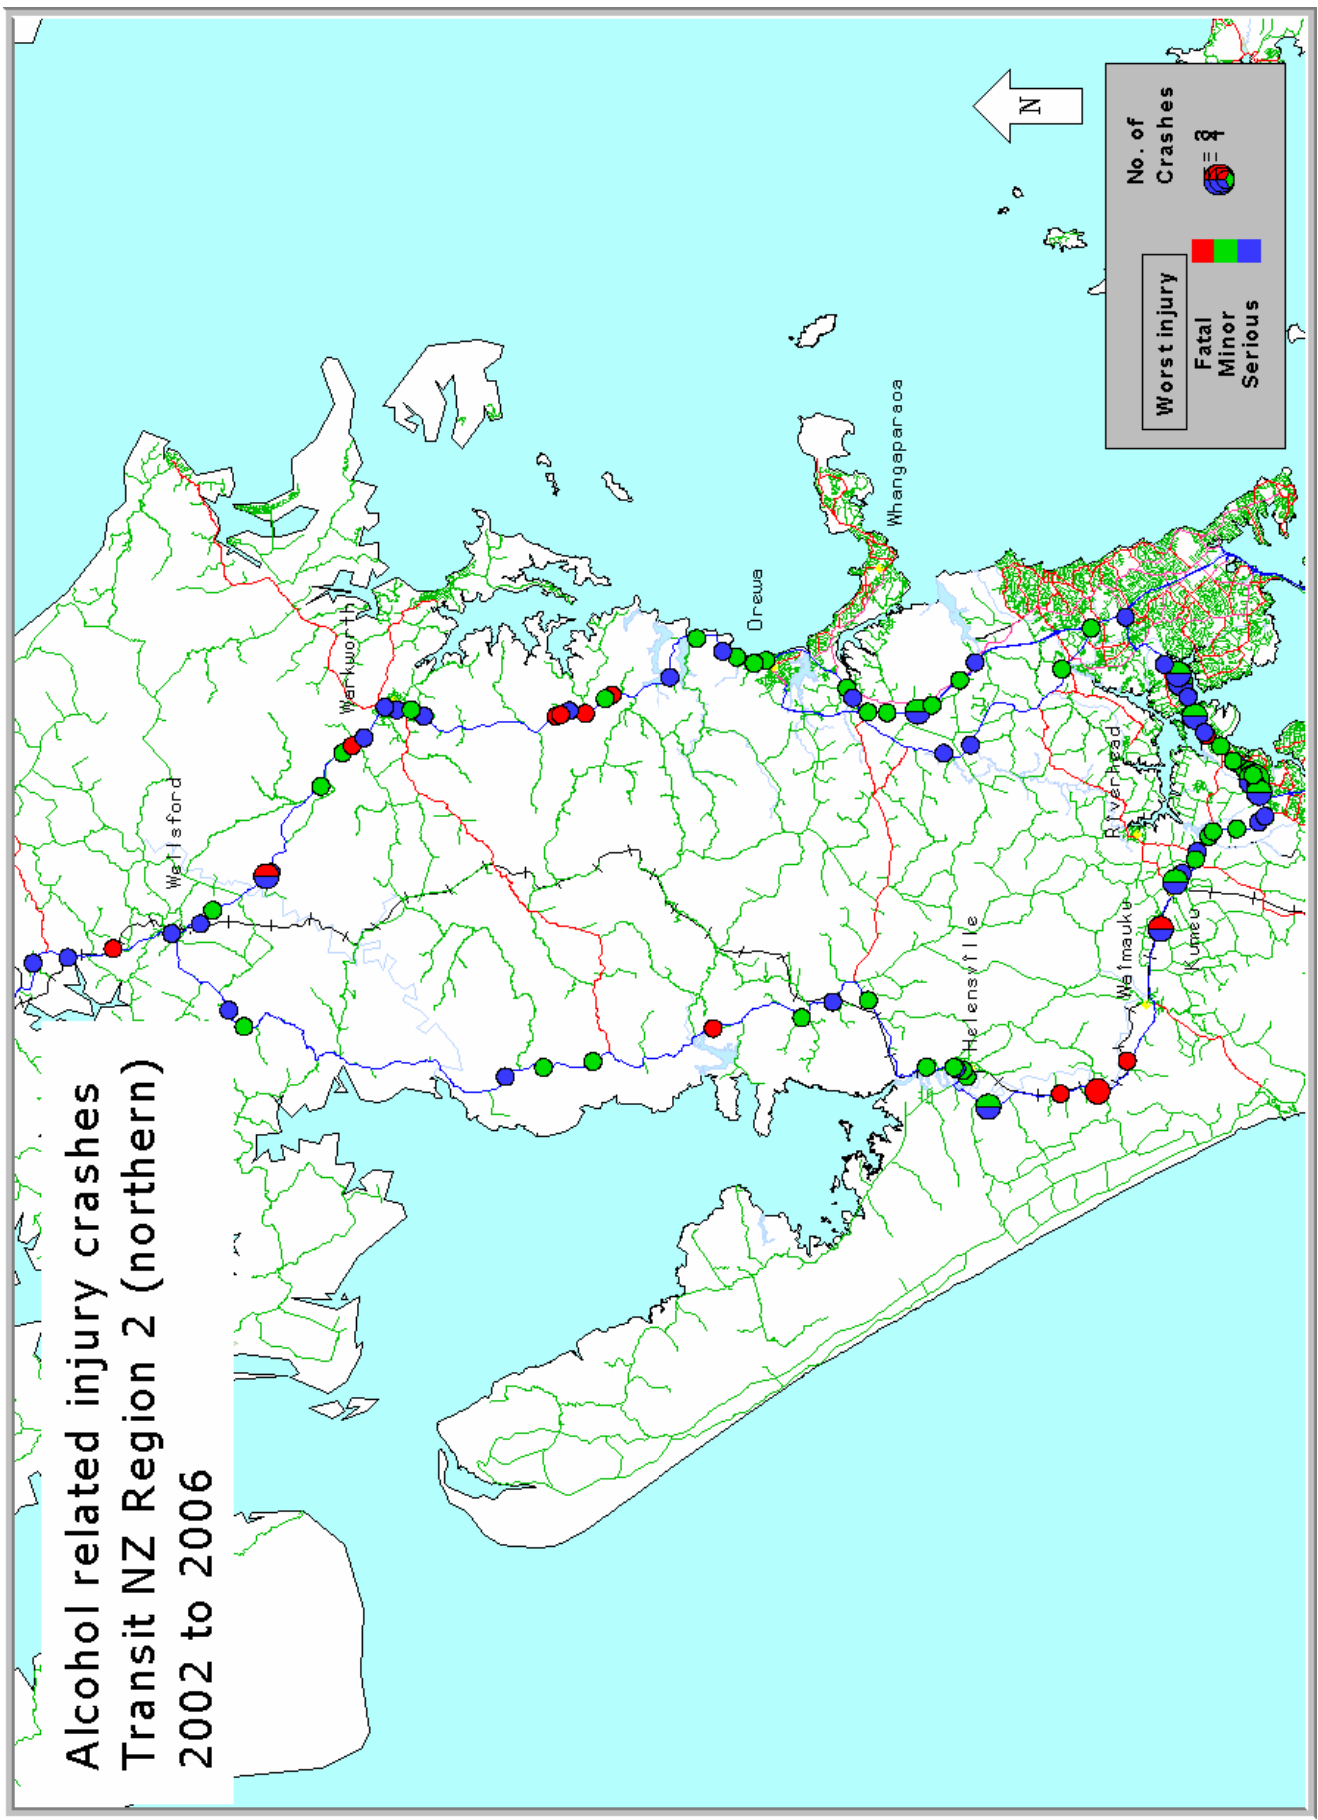 Alcohol related injury crashes
Transit NZ Region 2 (northern)
2002 to 2006
Wellsford
Warkworth
Orewa
Whangaparaoa
Helensville
Waimauku
Kumeu
Riverhead
N
Worst injury
Fatal
Minor
Serious
No. of
Crashes